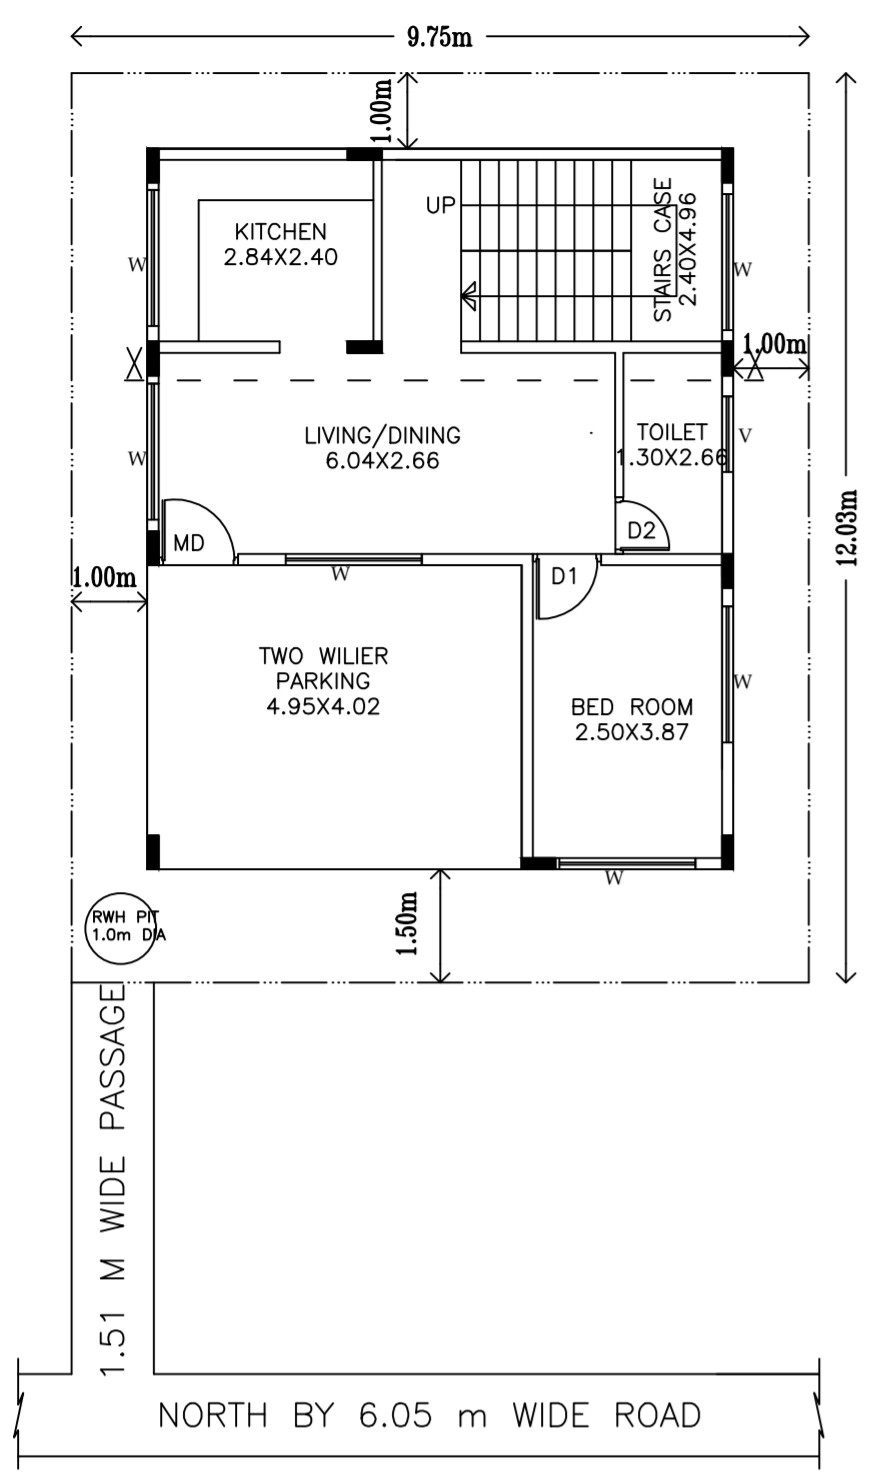 9.75m
1.00m
UP
KITCHEN
2.84X2.40
STAIRS CASE
2.40X4.96
W
W
1.00m
X
X
LIVING/DINING
6.04X2.66
TOILET
1.30X2.66
V
W
D2
MD
12.03m
W
D1
1.00m
TWO WILIER
PARKING
4.95X4.02
BED ROOM
2.50X3.87
W
W
1.50m
RWH PIT
1.0m DIA
1.51 M WIDE PASSAGE
NORTH BY 6.05 m WIDE ROAD